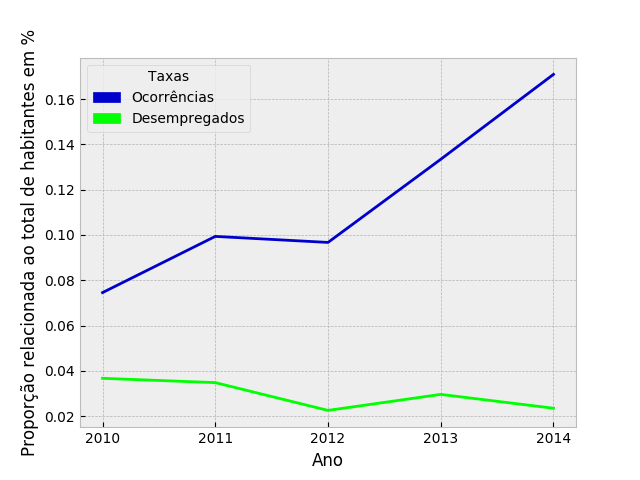 Proporção relacionada ao total de habitantes em %
Taxas
Ocorrências
Desempregados
0.16
0.14
0.12
0.10
0.08
0.06
0.04
0.02
2010 2011 2012 2013 2014
Ano